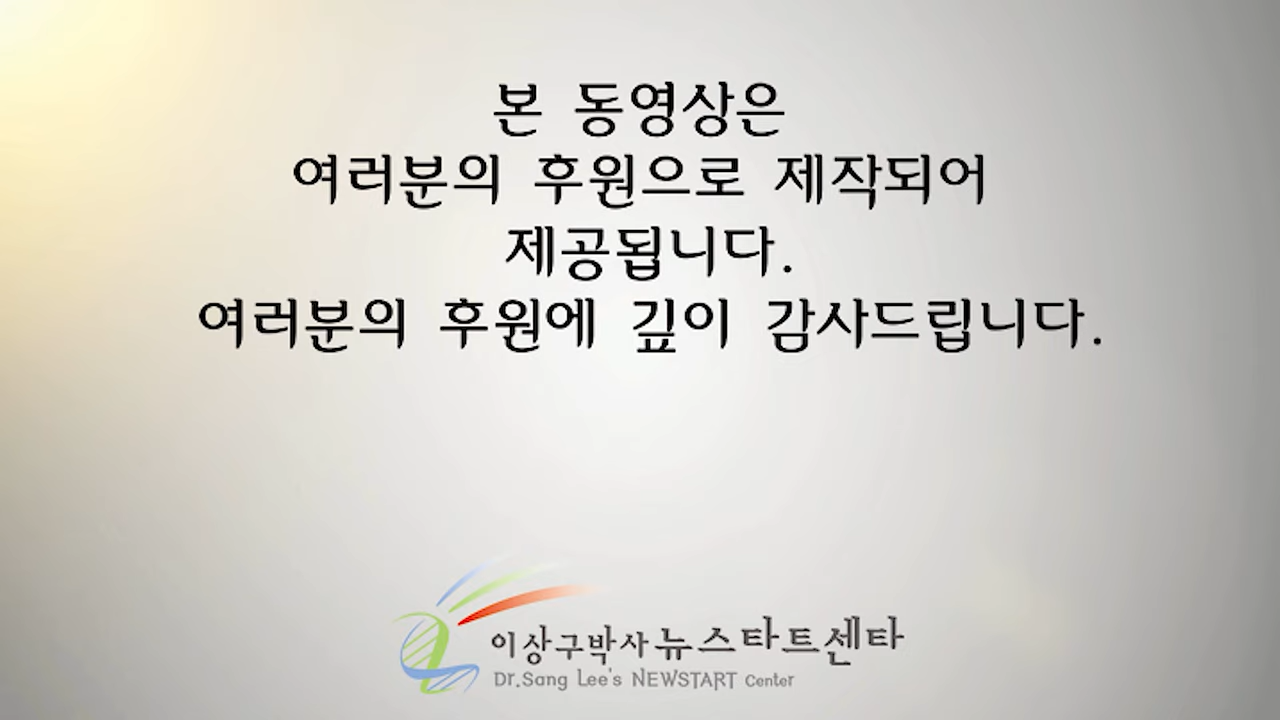 본 동영상은
여러분의 후원으로 제작되어
제공됩니다.
여러분의 후원에 깊이 감사드립니다.
이상구박사 뉴스타트센타
Dr.Sang Lee's NEWSTART Center